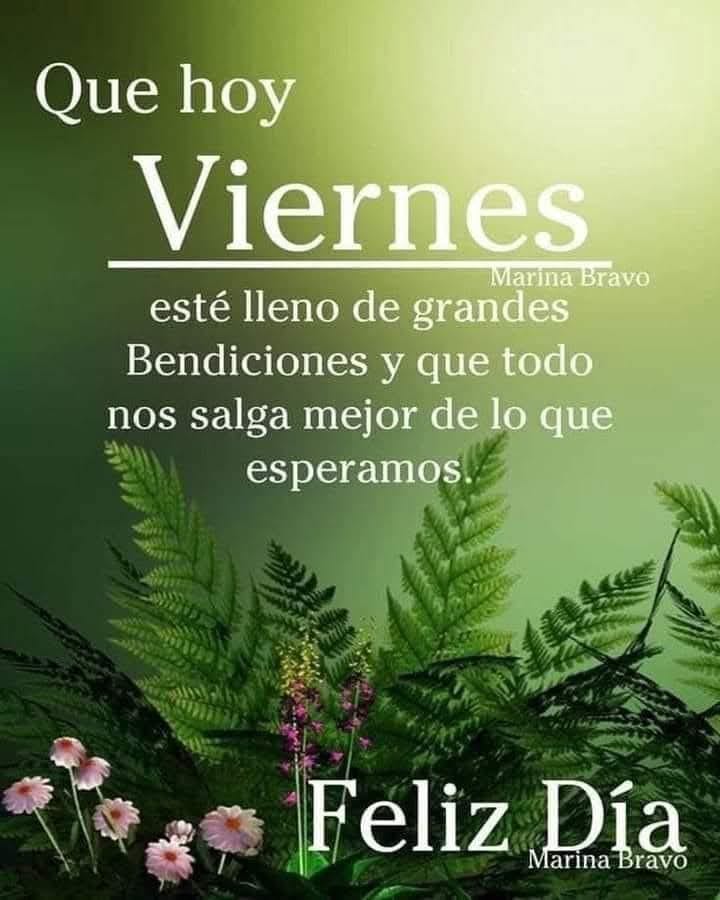 Que hoy
Viernes
Marina Bravo
esté lleno de grandes
Bendiciones y que todo
nos salga mejor de lo que
esperamos.
Feliz Día
Marina Bravo